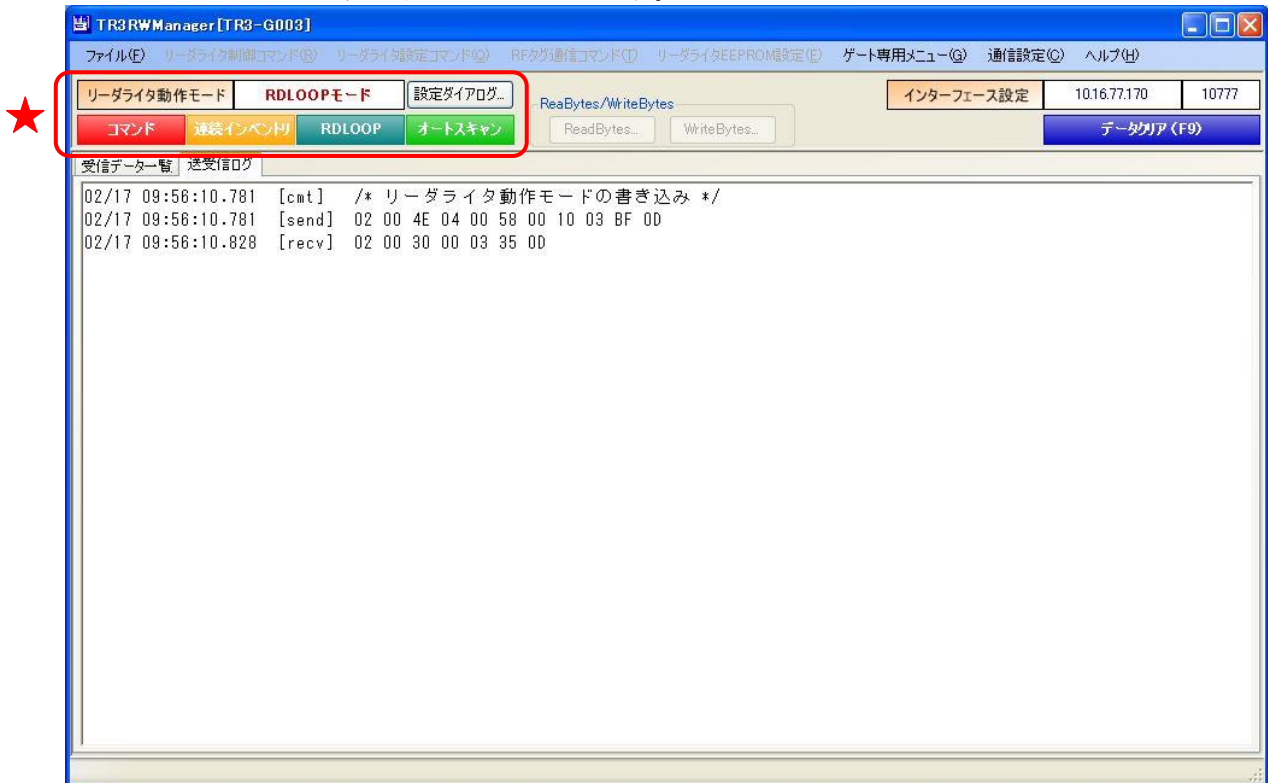 TR3RWManager[TR3-G003]
ファイル(F) リーダライタ制御コマンド(R) リーダライタ設定コマンド(Q) RFタグ通信コマンド(T) リーダライタEEPROM設定(E) ゲート専用メニュー(G) 通信設定(C) ヘルプ(H)
リーダライタ動作モード RDLOOPモード 設定ダイアログ... ReaBytes/WriteBytes インターフェース設定 10.16.77.170 10777
コマンド 連続インベントリ RDLOOP オートスキャン ReadBytes... WriteBytes... データクリア (F9)
受信データ一覧 送受信ログ
02/17 09:56:10.781 [cmt] /* リーダライタ動作モードの書き込み */
02/17 09:56:10.781 [send] 02 00 4E 04 00 58 00 10 03 BF 0D
02/17 09:56:10.828 [recv] 02 00 30 00 03 35 0D